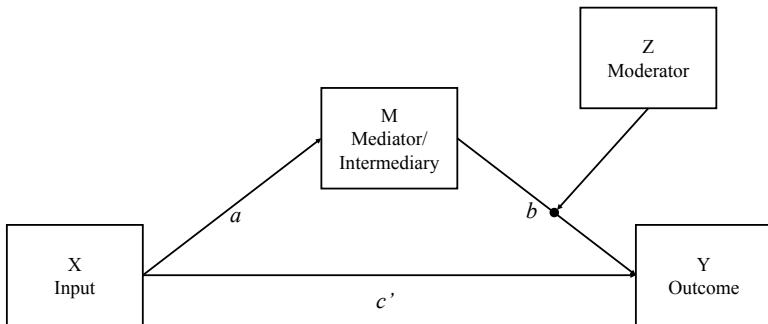 Z
Moderator
M
Mediator/
Intermediary
a
b
X
Input
Y
Outcome
c’